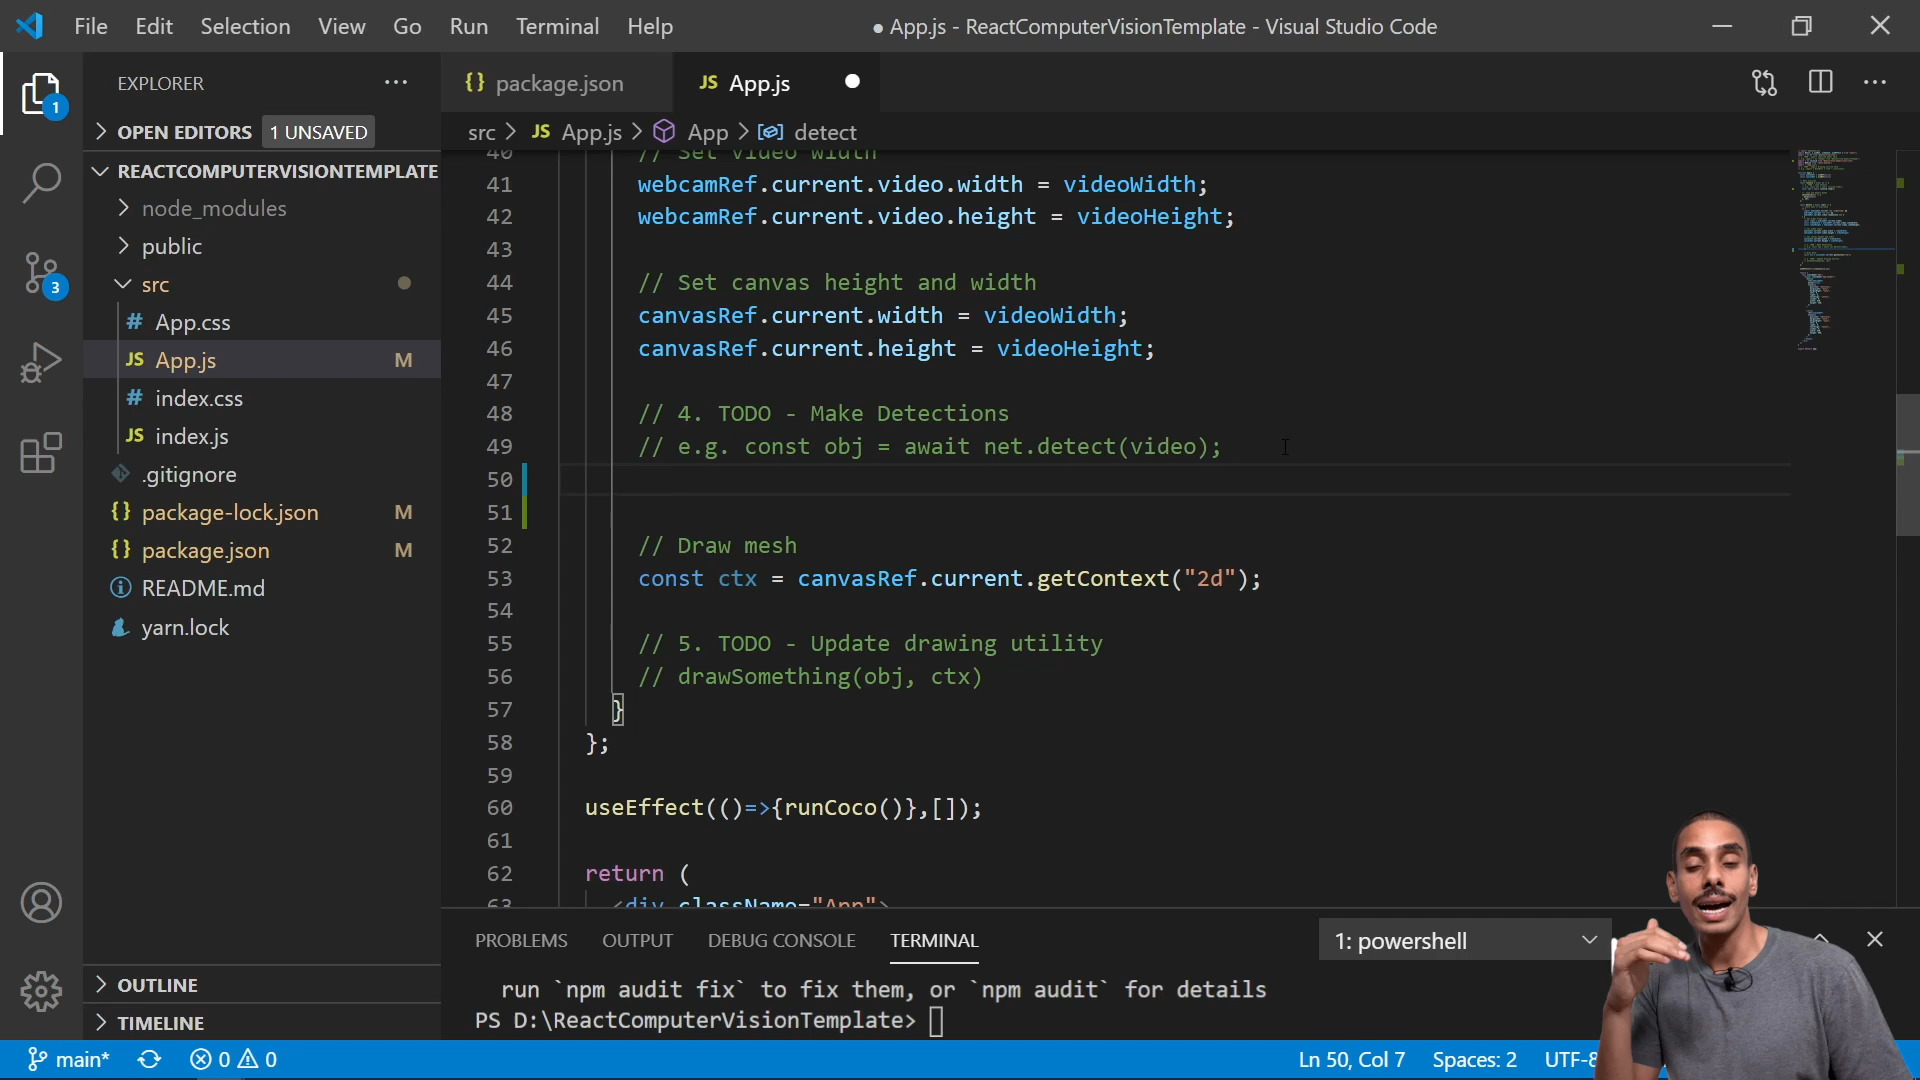 File Edit Selection View Go Run Terminal Help
● App.js - ReactComputerVisionTemplate - Visual Studio Code
EXPLORER
OPEN EDITORS 1 UNSAVED
REACTCOMPUTERVISIONTEMPLATE
node_modules
public
src
# App.css
JS App.js M
# index.css
JS index.js
.gitignore
{} package-lock.json M
{} package.json M
README.md
yarn.lock
OUTLINE
TIMELINE
1
3
{} package.json
JS App.js
src > JS App.js > App > detect
40 // Set video width
41 webcamRef.current.video.width = videoWidth;
42 webcamRef.current.video.height = videoHeight;
43
44 // Set canvas height and width
45 canvasRef.current.width = videoWidth;
46 canvasRef.current.height = videoHeight;
47
48 // 4. TODO - Make Detections
49 // e.g. const obj = await net.detect(video);
50
51
52 // Draw mesh
53 const ctx = canvasRef.current.getContext("2d");
54
55 // 5. TODO - Update drawing utility
56 // drawSomething(obj, ctx)
57 }
58 };
59
60 useEffect(()=>{runCoco()},[]);
61
62 return (
63 <div className="App">
PROBLEMS OUTPUT DEBUG CONSOLE TERMINAL
1: powershell
run `npm audit fix` to fix them, or `npm audit` for details
PS D:\ReactComputerVisionTemplate>
main* 0 0
Ln 50, Col 7 Spaces: 2 UTF-8